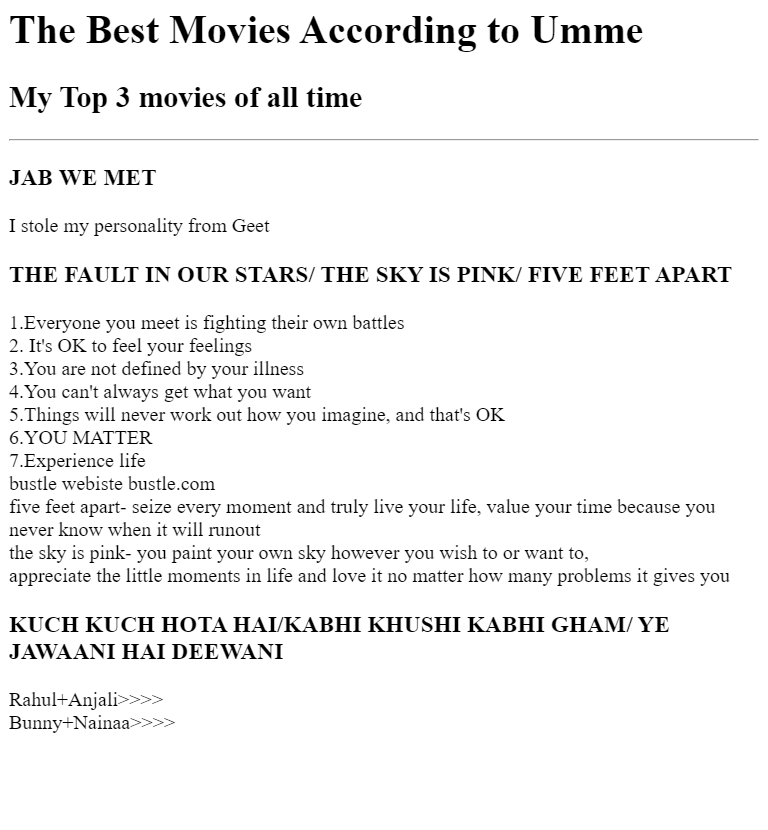 The Best Movies According to Umme
My Top 3 movies of all time
JAB WE MET
I stole my personality from Geet
THE FAULT IN OUR STARS/ THE SKY IS PINK/ FIVE FEET APART
1.Everyone you meet is fighting their own battles
2. It's OK to feel your feelings
3.You are not defined by your illness
4.You can't always get what you want
5.Things will never work out how you imagine, and that's OK
6.YOU MATTER
7.Experience life
bustle webiste bustle.com
five feet apart- seize every moment and truly live your life, value your time because you
never know when it will runout
the sky is pink- you paint your own sky however you wish to or want to,
appreciate the little moments in life and love it no matter how many problems it gives you
KUCH KUCH HOTA HAI/KABHI KHUSHI KABHI GHAM/ YE
JAWAANI HAI DEEWANI
Rahul+Anjali>>>>
Bunny+Nainaa>>>>